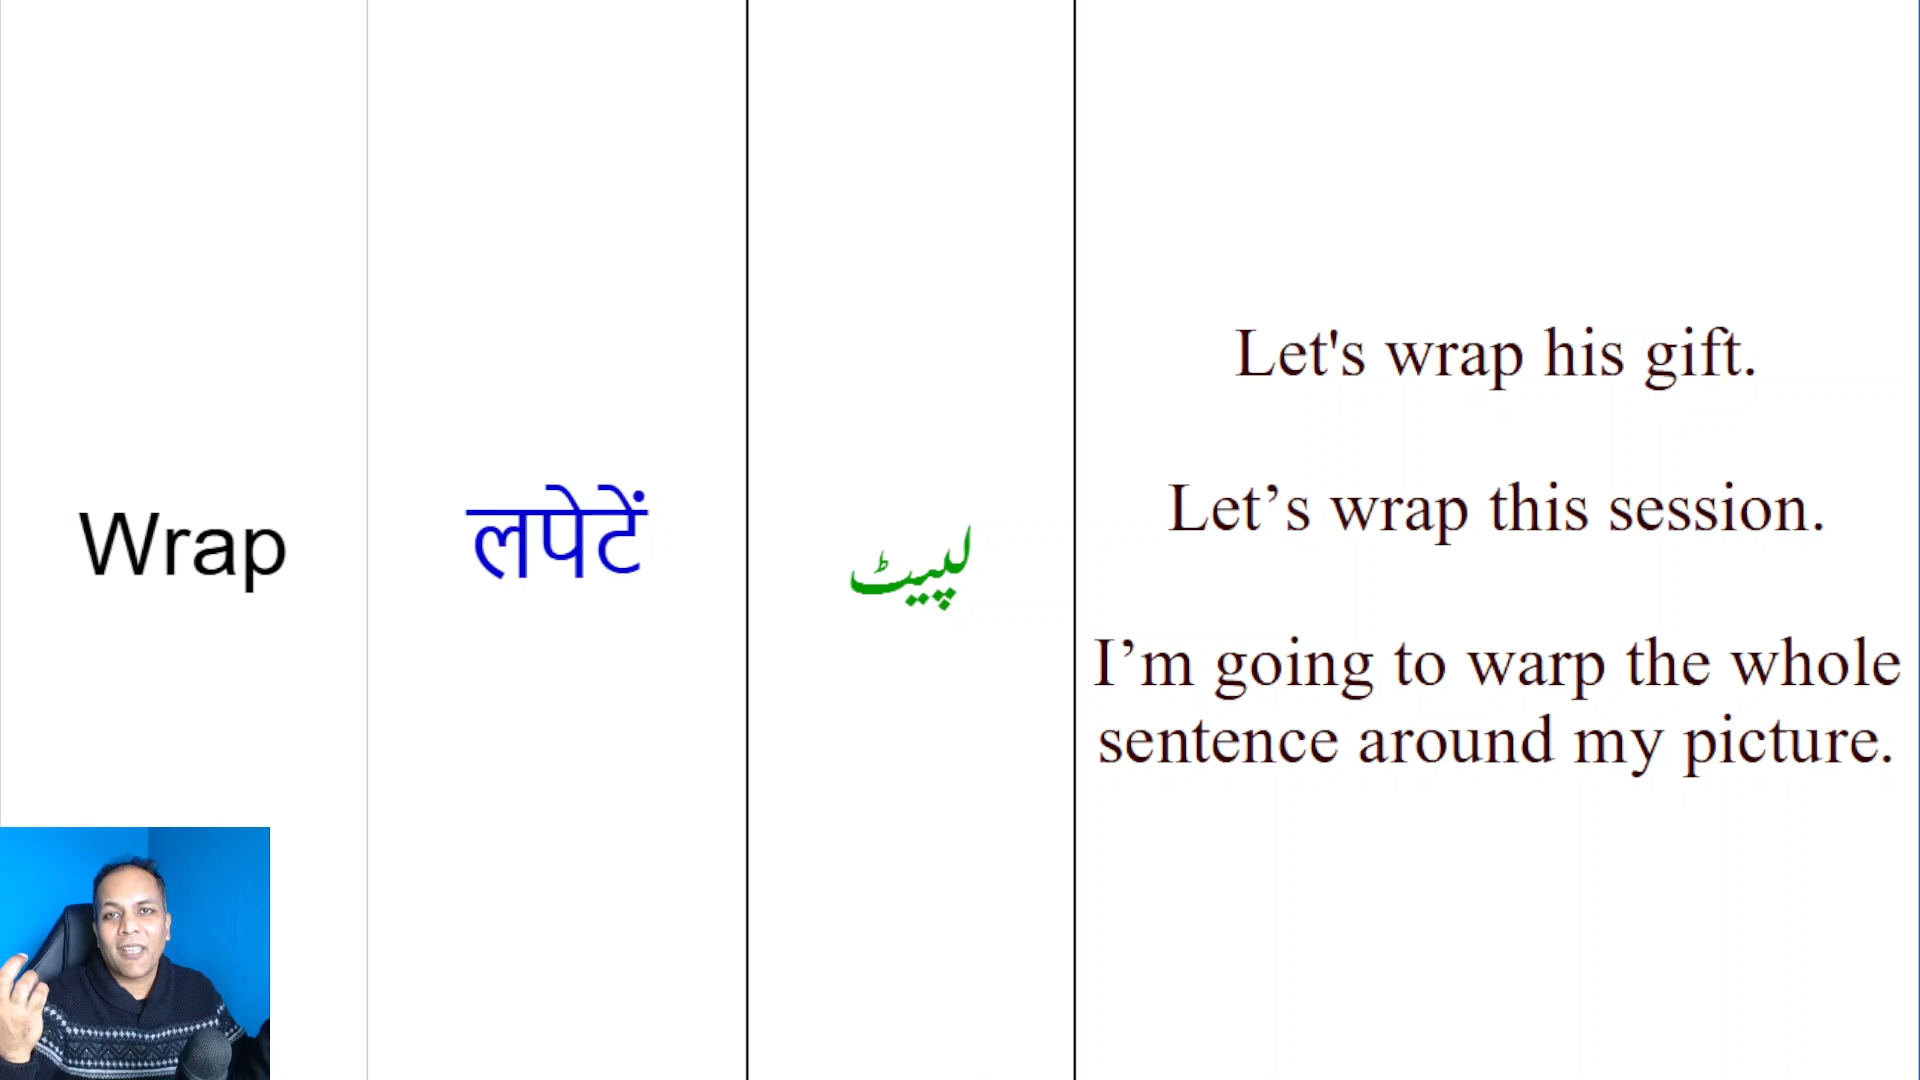 Wrap
लपेटें
لپیٹ
Let's wrap his gift.
Let’s wrap this session.
I’m going to warp the whole
sentence around my picture.